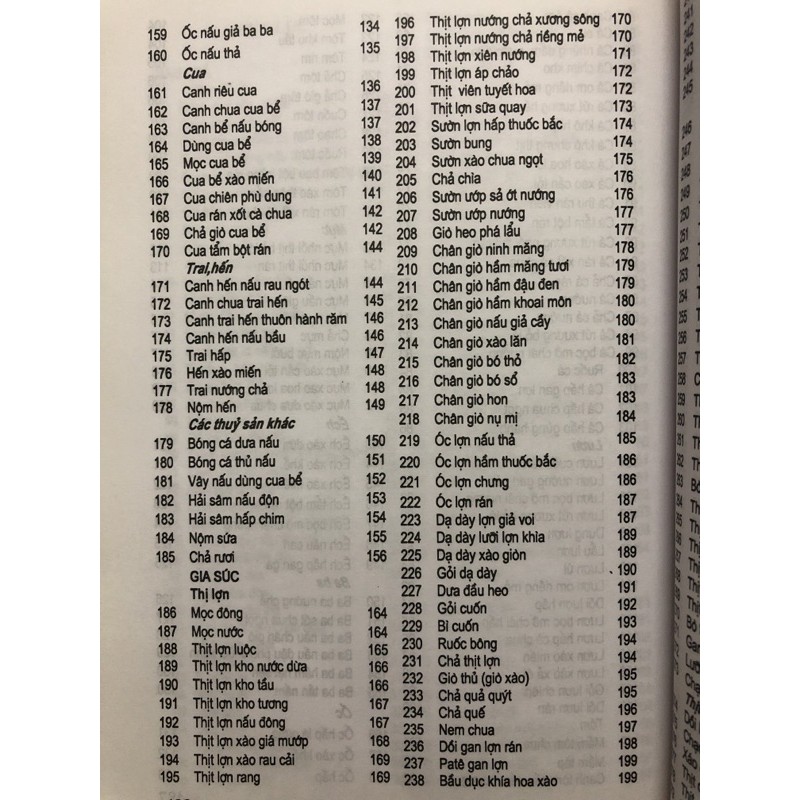 159 Ốc nấu giả ba ba 134
160 Ốc nấu thả 135
Cua
161 Canh riêu cua 136
162 Canh chua cua bể 137
163 Canh bể nấu bóng 137
164 Dùng cua bể 138
165 Mọc cua bể 139
166 Cua bể xào miến 140
167 Cua chiên phù dung 141
168 Cua rán xốt cà chua 142
169 Chả giò cua bể 142
170 Cua tẩm bột rán 144
Trai,hến
171 Canh hến nấu rau ngót 144
172 Canh chua trai hến 145
173 Canh trai hến thuôn hành răm 146
174 Canh hến nấu bầu 146
175 Trai hấp 147
176 Hến xào miến 148
177 Trai nướng chả 148
178 Nộm hến 149
Các thuỷ sản khác
179 Bóng cá dưa nấu 150
180 Bóng cá thủ nấu 151
181 Vây nấu dùng cua bể 152
182 Hải sâm nấu độn 153
183 Hải sâm hấp chim 154
184 Nộm sứa 155
185 Chả rươi 156
GIA SÚC
Thịt lợn
186 Mọc đông 164
187 Mọc nước 164
188 Thịt lợn luộc 165
189 Thịt lợn kho nước dừa 166
190 Thịt lợn kho tầu 166
191 Thịt lợn kho tương 167
192 Thịt lợn nấu đông 167
193 Thịt lợn xào giá mướp 168
194 Thịt lợn xào rau cải 169
195 Thịt lợn rang 169
196 Thịt lợn nướng chả xương sông 170
197 Thịt lợn nướng chả riềng mẻ 170
198 Thịt lợn xiên nướng 171
199 Thịt lợn áp chảo 172
200 Thịt viên tuyết hoa 172
201 Thịt lợn sữa quay 173
202 Sườn lợn hấp thuốc bắc 174
203 Sườn bung 174
204 Sườn xào chua ngọt 175
205 Chả chìa 176
206 Sườn ướp sả ớt nướng 176
207 Sườn ướp nướng 177
208 Giò heo phá lẩu 177
209 Chân giò ninh măng 178
210 Chân giò hầm măng tươi 179
211 Chân giò hầm đậu đen 179
212 Chân giò hầm khoai môn 180
213 Chân giò nấu giả cầy 180
214 Chân giò xào lăn 181
215 Chân giò bó thỏ 182
216 Chân giò bó sổ 183
217 Chân giò hon 183
218 Chân giò nụ mị 184
219 Óc lợn nấu thả 185
220 Óc lợn hầm thuốc bắc 186
221 Óc lợn chưng 186
222 Óc lợn rán 187
223 Dạ dày lợn giả voi 187
224 Dạ dày lưỡi lợn khìa 189
225 Dạ dày xào giòn 189
226 Gỏi dạ dày 190
227 Dưa đầu heo 191
228 Gỏi cuốn 192
229 Bì cuốn 193
230 Ruốc bông 194
231 Chả thịt lợn 194
232 Giò thủ (giò xào) 195
233 Chả quả quýt 195
234 Chả quế 196
235 Nem chua 197
236 Dồi gan lợn rán 198
237 Patê gan lợn 199
238 Bầu dục khía hoa xào 199